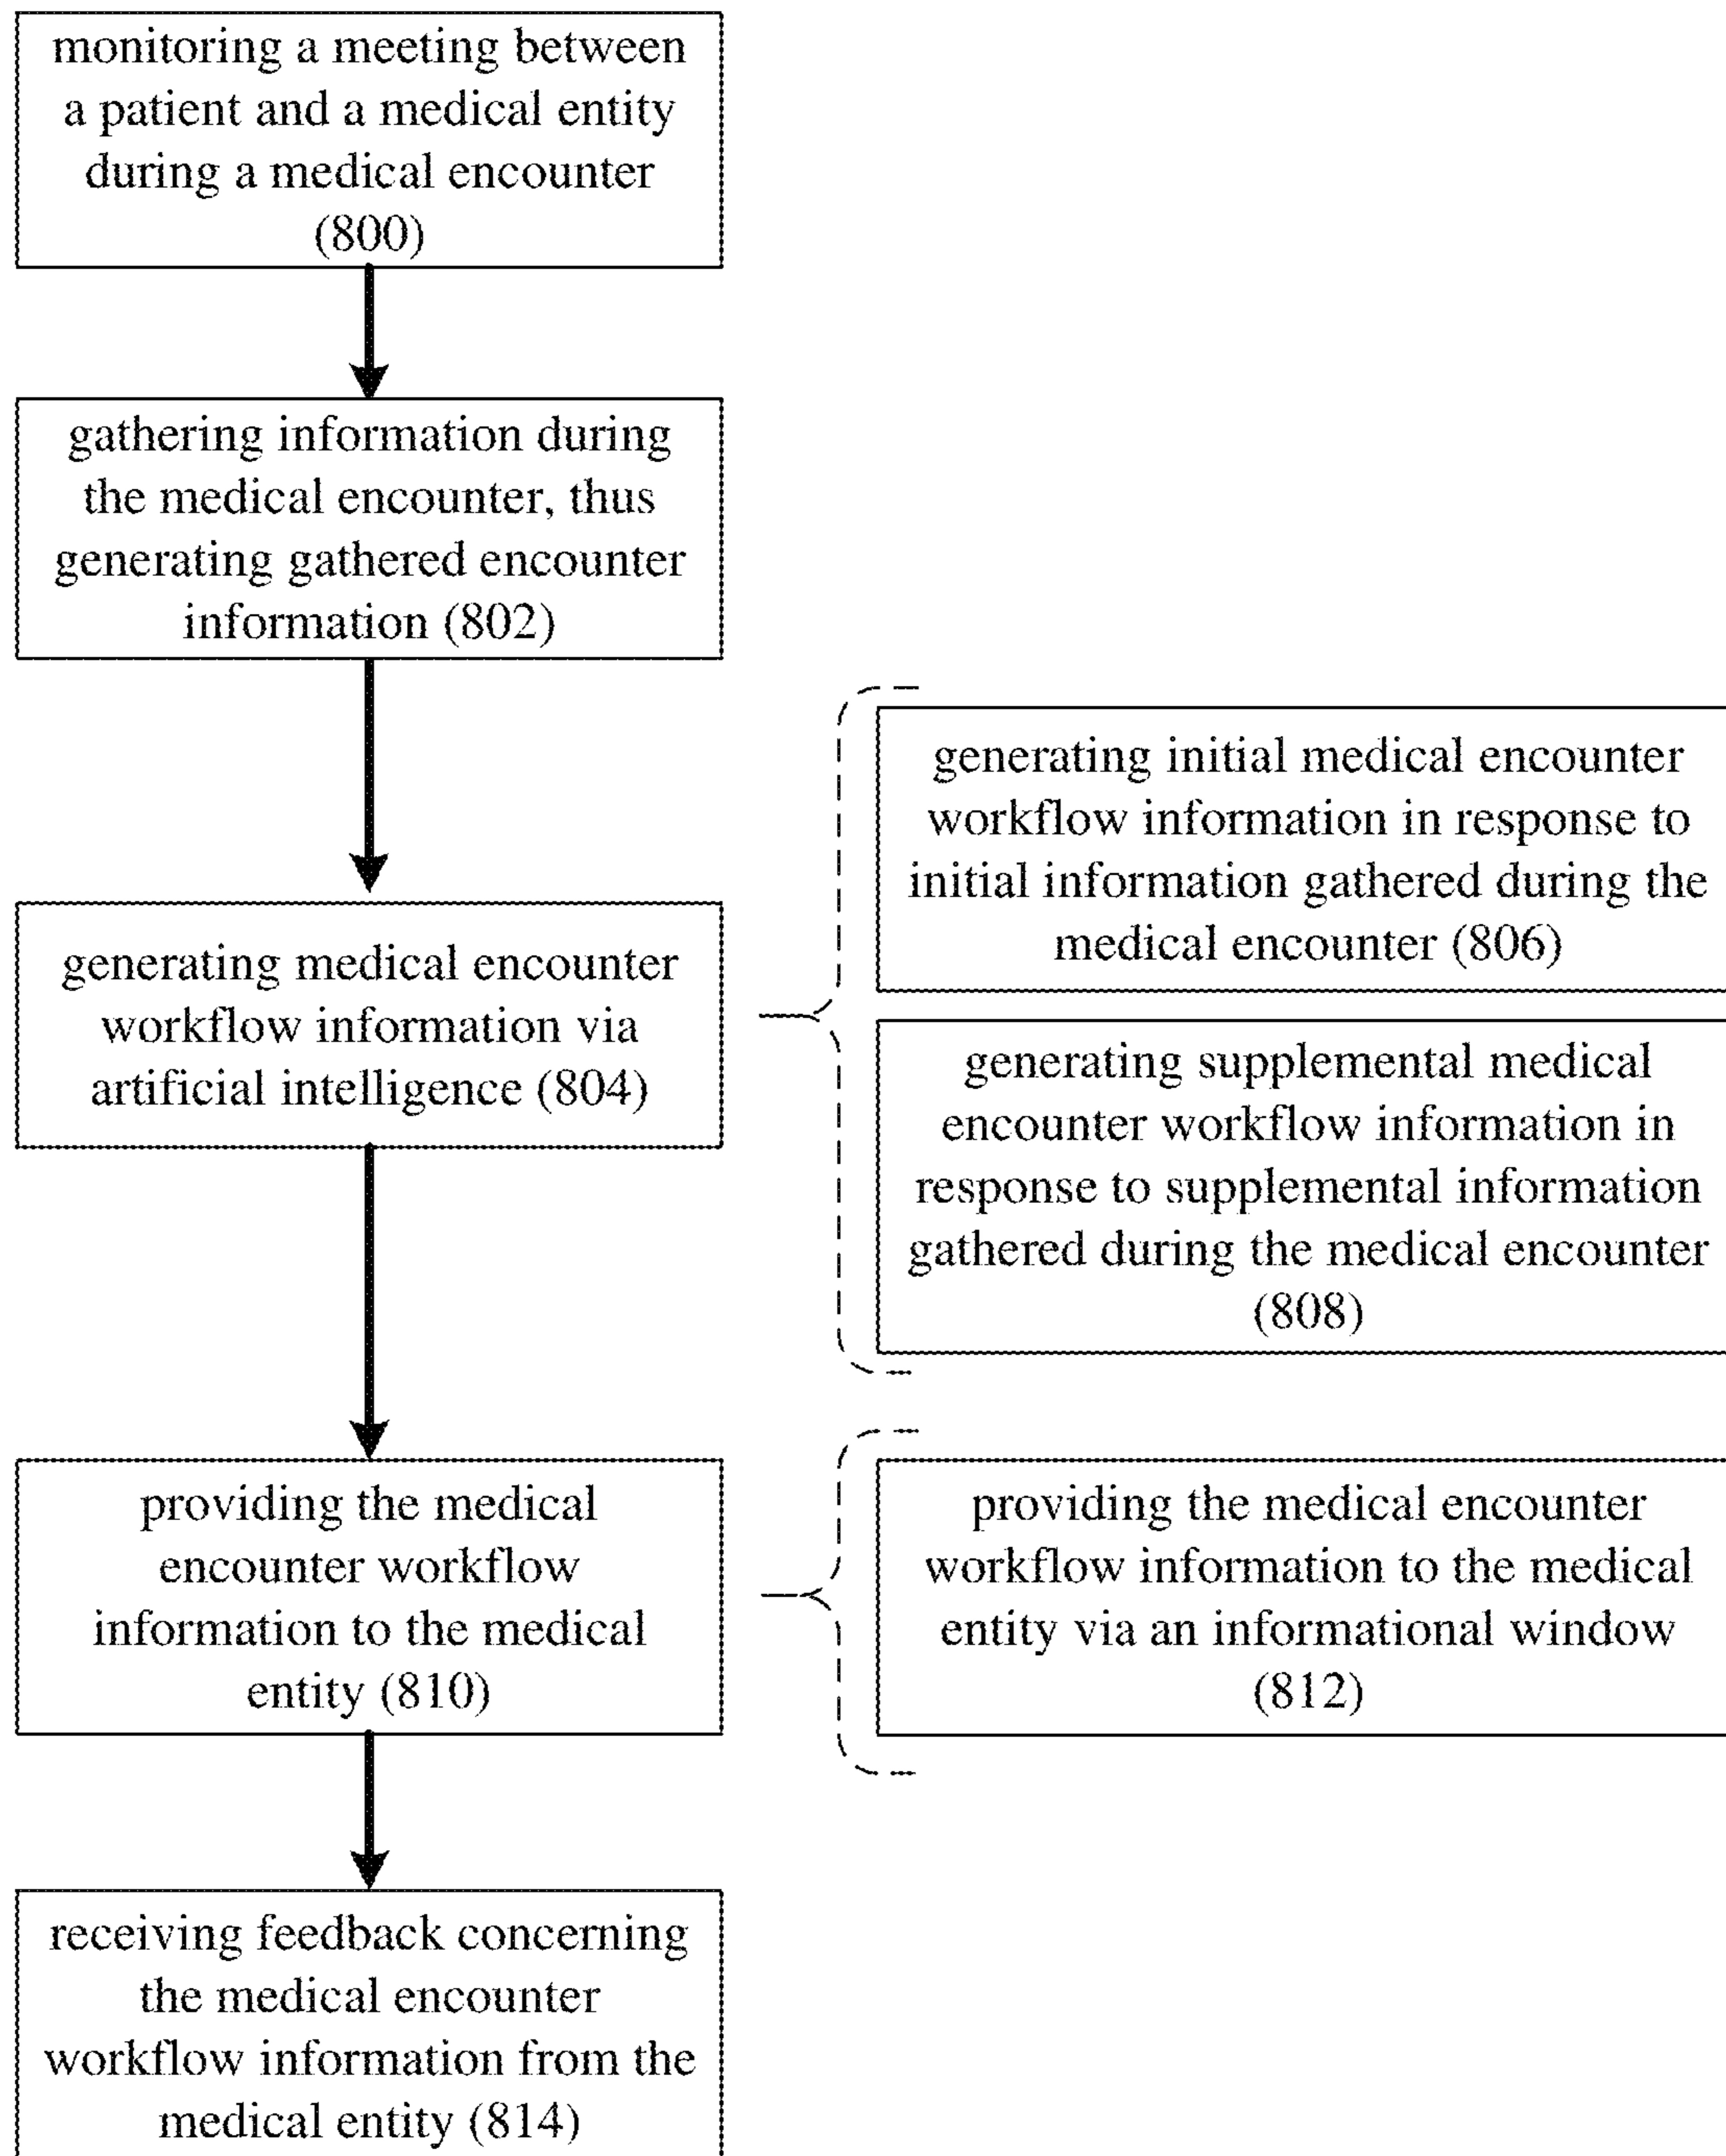 monitoring a meeting between
a patient and a medical entity
during a medical encounter
(800)
gathering information during
the medical encounter, thus
generating gathered encounter
information (802)
generating medical encounter
workflow information via
artificial intelligence (804)
generating initial medical encounter
workflow information in response to
initial information gathered during the
medical encounter (806)
generating supplemental medical
encounter workflow information in
response to supplemental information
gathered during the medical encounter
(808)
providing the medical
encounter workflow
information to the medical
entity (810)
providing the medical encounter
workflow information to the medical
entity via an informational window
(812)
receiving feedback concerning
the medical encounter
workflow information from the
medical entity (814)